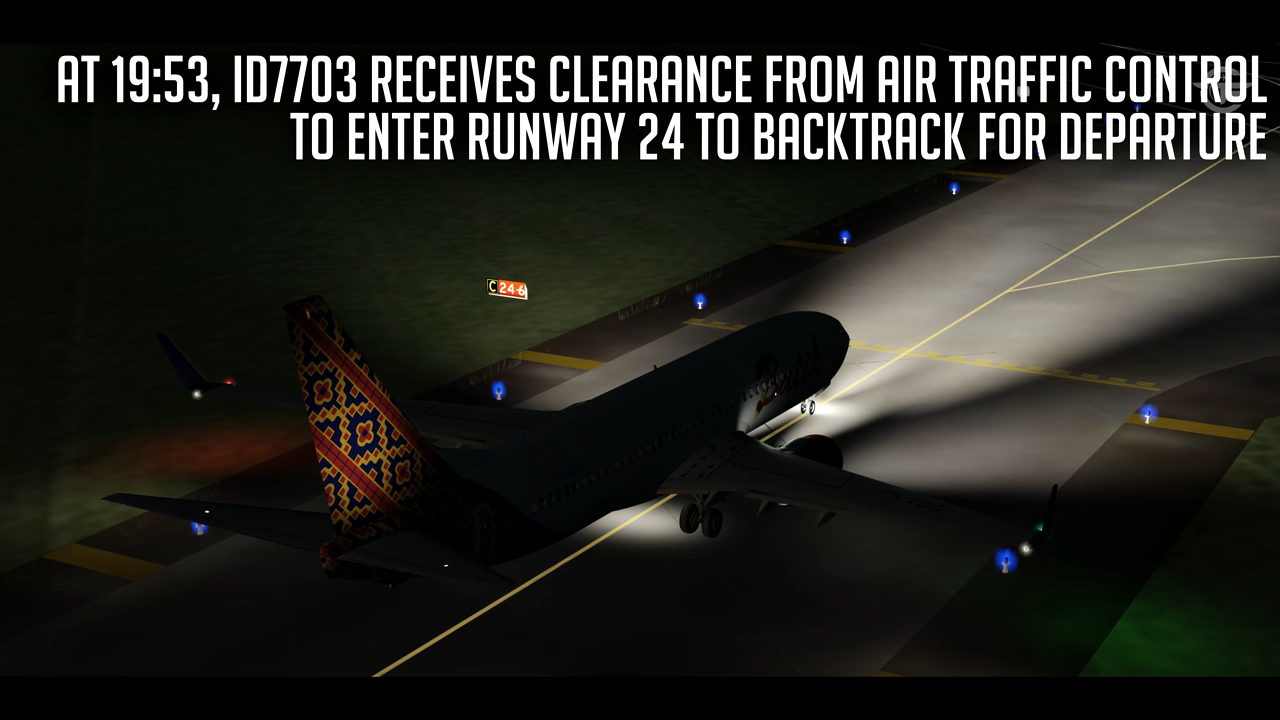 AT 19:53, ID7703 RECEIVES CLEARANCE FROM AIR TRAFFIC CONTROL
TO ENTER RUNWAY 24 TO BACKTRACK FOR DEPARTURE
C 24-6
Batik